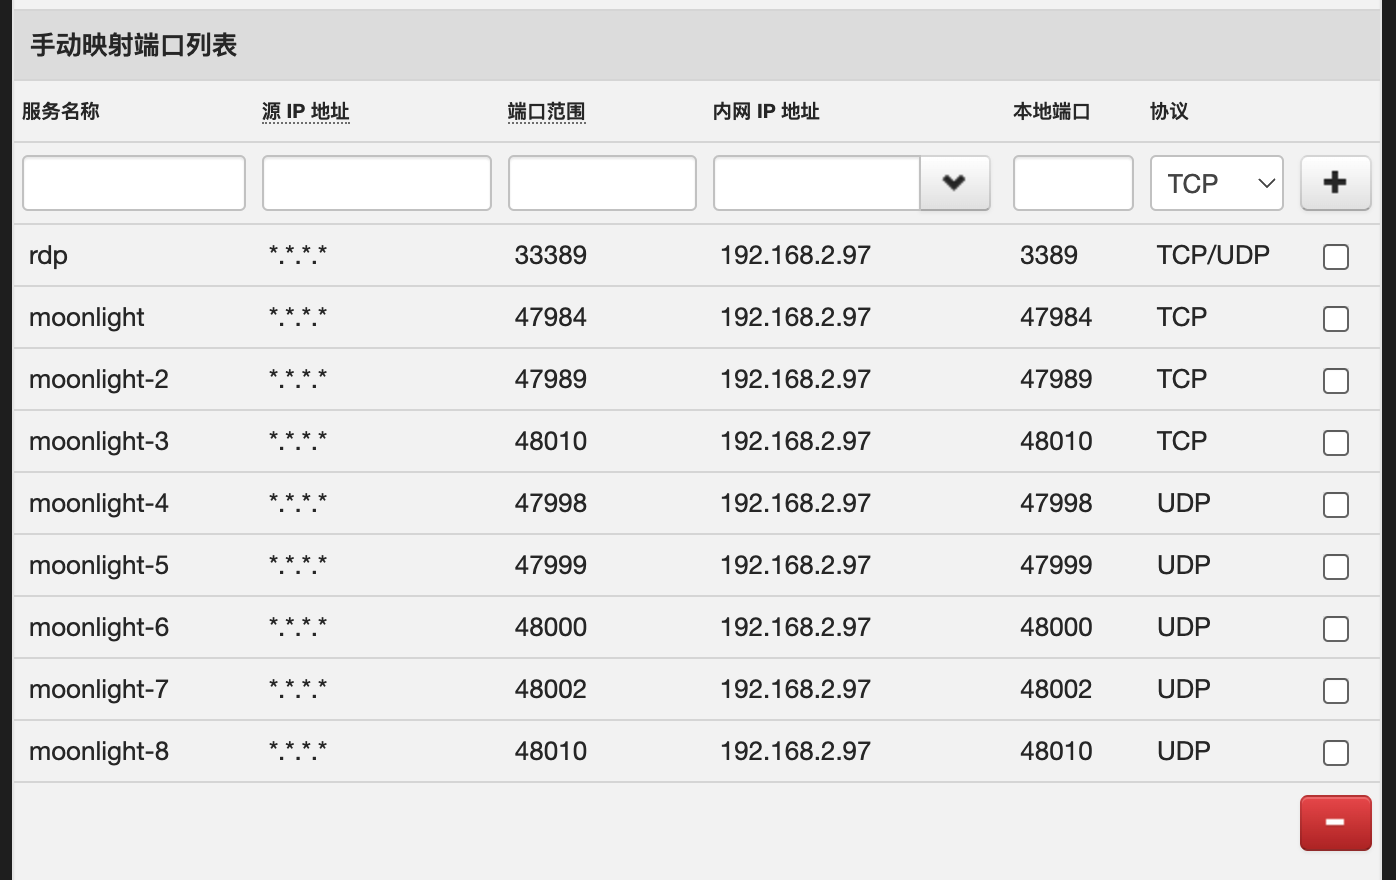 手动映射端口列表
服务名称 源 IP 地址 端口范围 内网 IP 地址 本地端口 协议
TCP
rdp *.*.*.* 33389 192.168.2.97 3389 TCP/UDP
moonlight *.*.*.* 47984 192.168.2.97 47984 TCP
moonlight-2 *.*.*.* 47989 192.168.2.97 47989 TCP
moonlight-3 *.*.*.* 48010 192.168.2.97 48010 TCP
moonlight-4 *.*.*.* 47998 192.168.2.97 47998 UDP
moonlight-5 *.*.*.* 47999 192.168.2.97 47999 UDP
moonlight-6 *.*.*.* 48000 192.168.2.97 48000 UDP
moonlight-7 *.*.*.* 48002 192.168.2.97 48002 UDP
moonlight-8 *.*.*.* 48010 192.168.2.97 48010 UDP